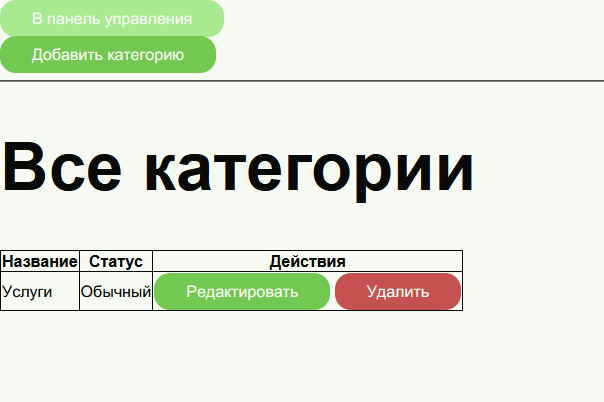 В панель управления
Добавить категорию
Все категории
Название Статус Действия
Услуги Обычный Редактировать Удалить